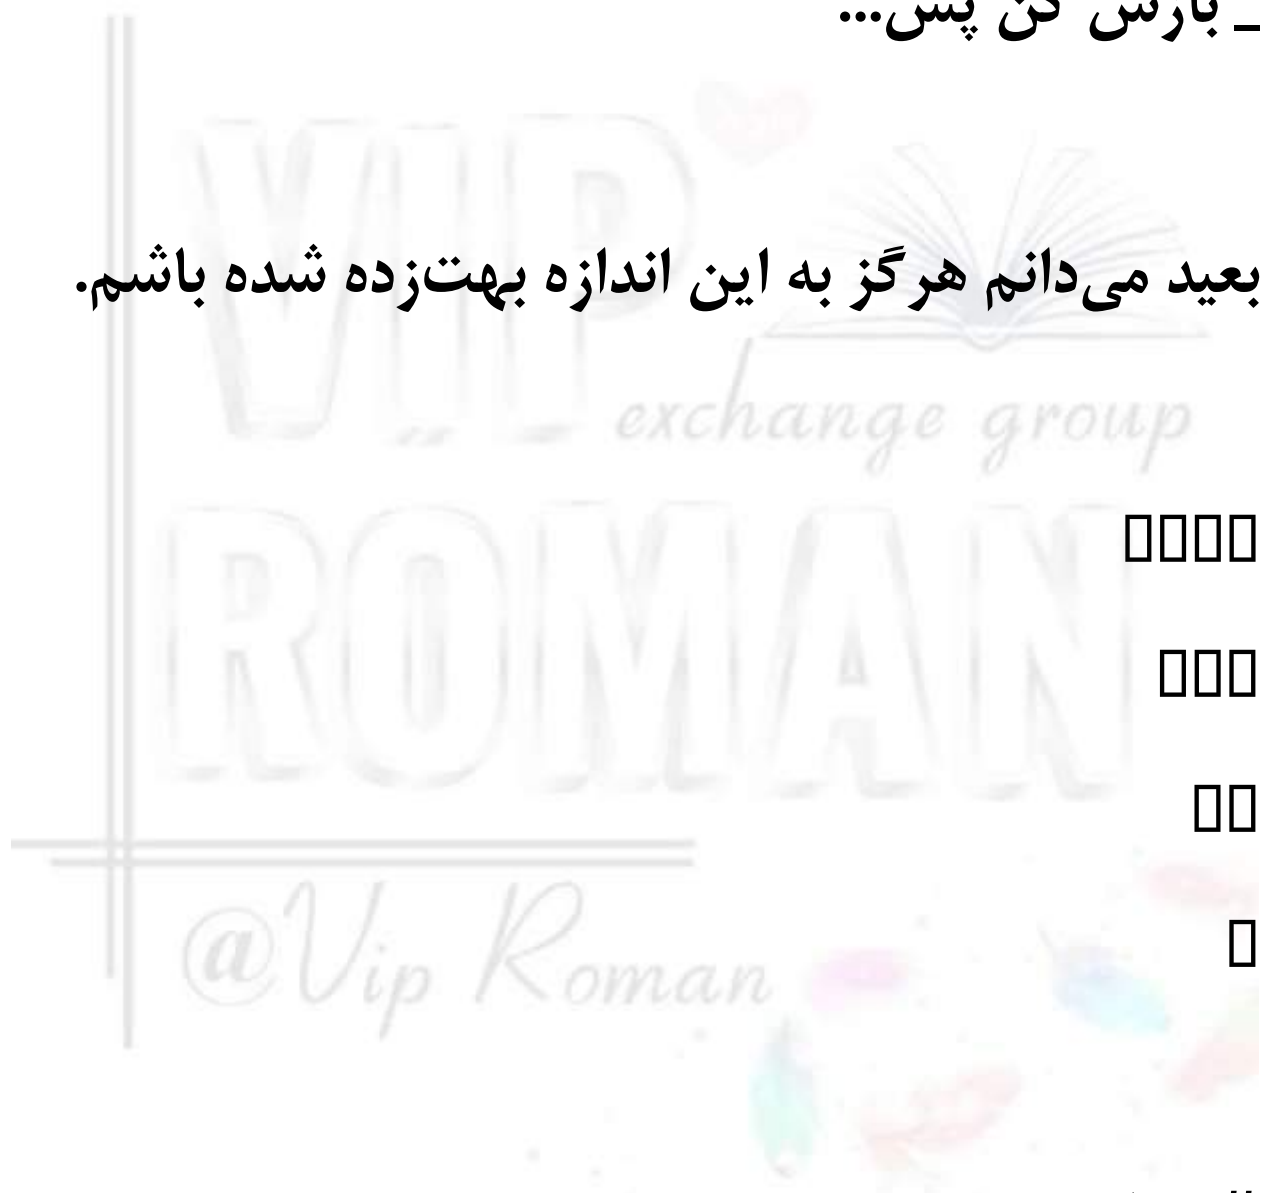 _ بازش کن پس...
بعید می‌دانم هرگز به این اندازه بهت‌زده شده باشم.
VIP
exchange group
ROMAN
@Vip Roman